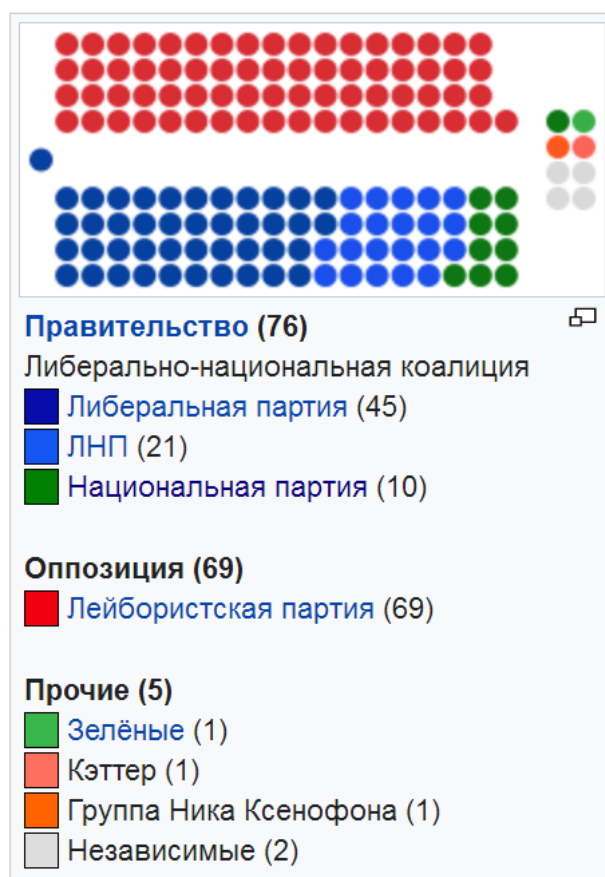 Правительство (76)
Либерально-национальная коалиция
Либеральная партия (45)
ЛНП (21)
Национальная партия (10)
Оппозиция (69)
Лейбористская партия (69)
Прочие (5)
Зелёные (1)
Кэттер (1)
Группа Ника Ксенофона (1)
Независимые (2)